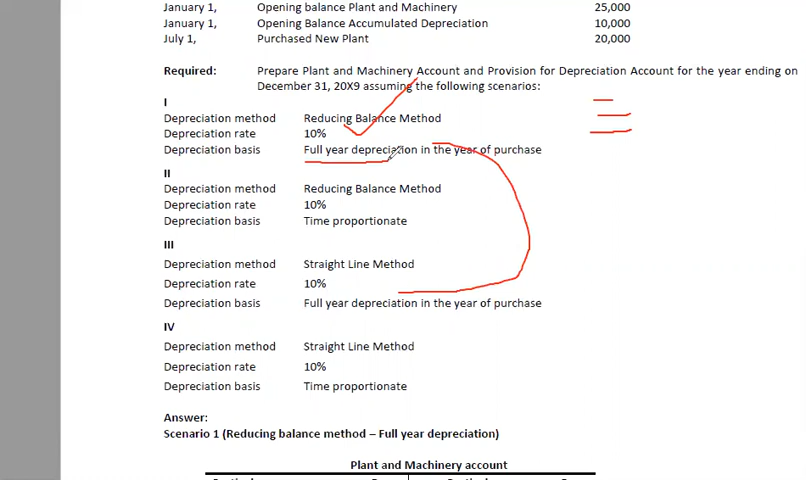 January 1, Opening balance Plant and Machinery 25,000
January 1, Opening Balance Accumulated Depreciation 10,000
July 1, Purchased New Plant 20,000
Required: Prepare Plant and Machinery Account and Provision for Depreciation Account for the year ending on
December 31, 20X9 assuming the following scenarios:
I
Depreciation method Reducing Balance Method
Depreciation rate 10%
Depreciation basis Full year depreciation in the year of purchase
II
Depreciation method Reducing Balance Method
Depreciation rate 10%
Depreciation basis Time proportionate
III
Depreciation method Straight Line Method
Depreciation rate 10%
Depreciation basis Full year depreciation in the year of purchase
IV
Depreciation method Straight Line Method
Depreciation rate 10%
Depreciation basis Time proportionate
Answer:
Scenario 1 (Reducing balance method – Full year depreciation)
Plant and Machinery account